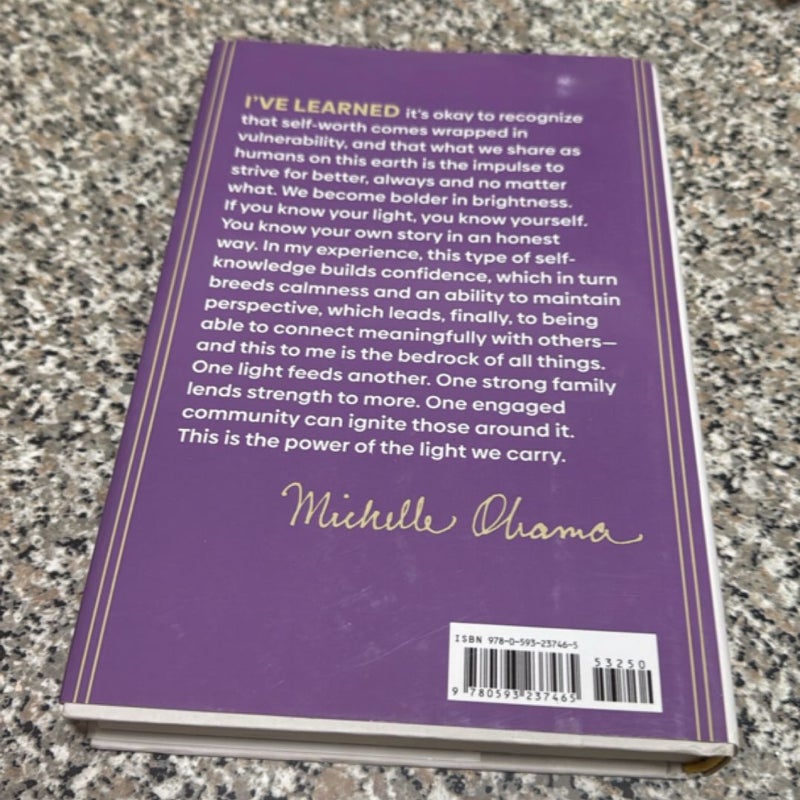 I'VE LEARNED it's okay to recognize
that self-worth comes wrapped in
vulnerability, and that what we share as
humans on this earth is the impulse to
strive for better, always and no matter
what. We become bolder in brightness.
If you know your light, you know yourself.
You know your own story in an honest
way. In my experience, this type of self-
knowledge builds confidence, which in turn
breeds calmness and an ability to maintain
perspective, which leads, finally, to being
able to connect meaningfully with others—
and this to me is the bedrock of all things.
One light feeds another. One strong family
lends strength to more. One engaged
community can ignite those around it.
This is the power of the light we carry.
Michelle Obama
ISBN 978-0-593-23746-5
53250
9 780593 237465